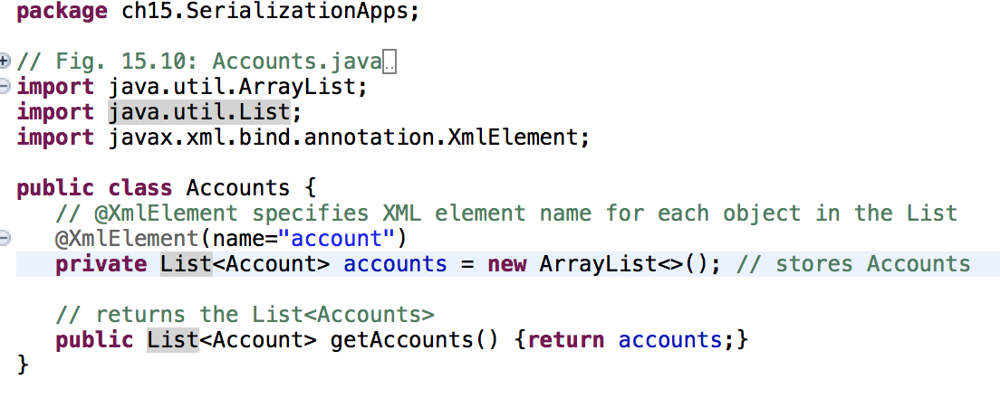 package ch15.SerializationApps;
// Fig. 15.10: Accounts.java..
import java.util.ArrayList;
import java.util.List;
import javax.xml.bind.annotation.XmlElement;
public class Accounts {
// @XmlElement specifies XML element name for each object in the List
@XmlElement(name="account")
private List<Account> accounts = new ArrayList<>(); // stores Accounts
// returns the List<Accounts>
public List<Account> getAccounts() {return accounts;}
}